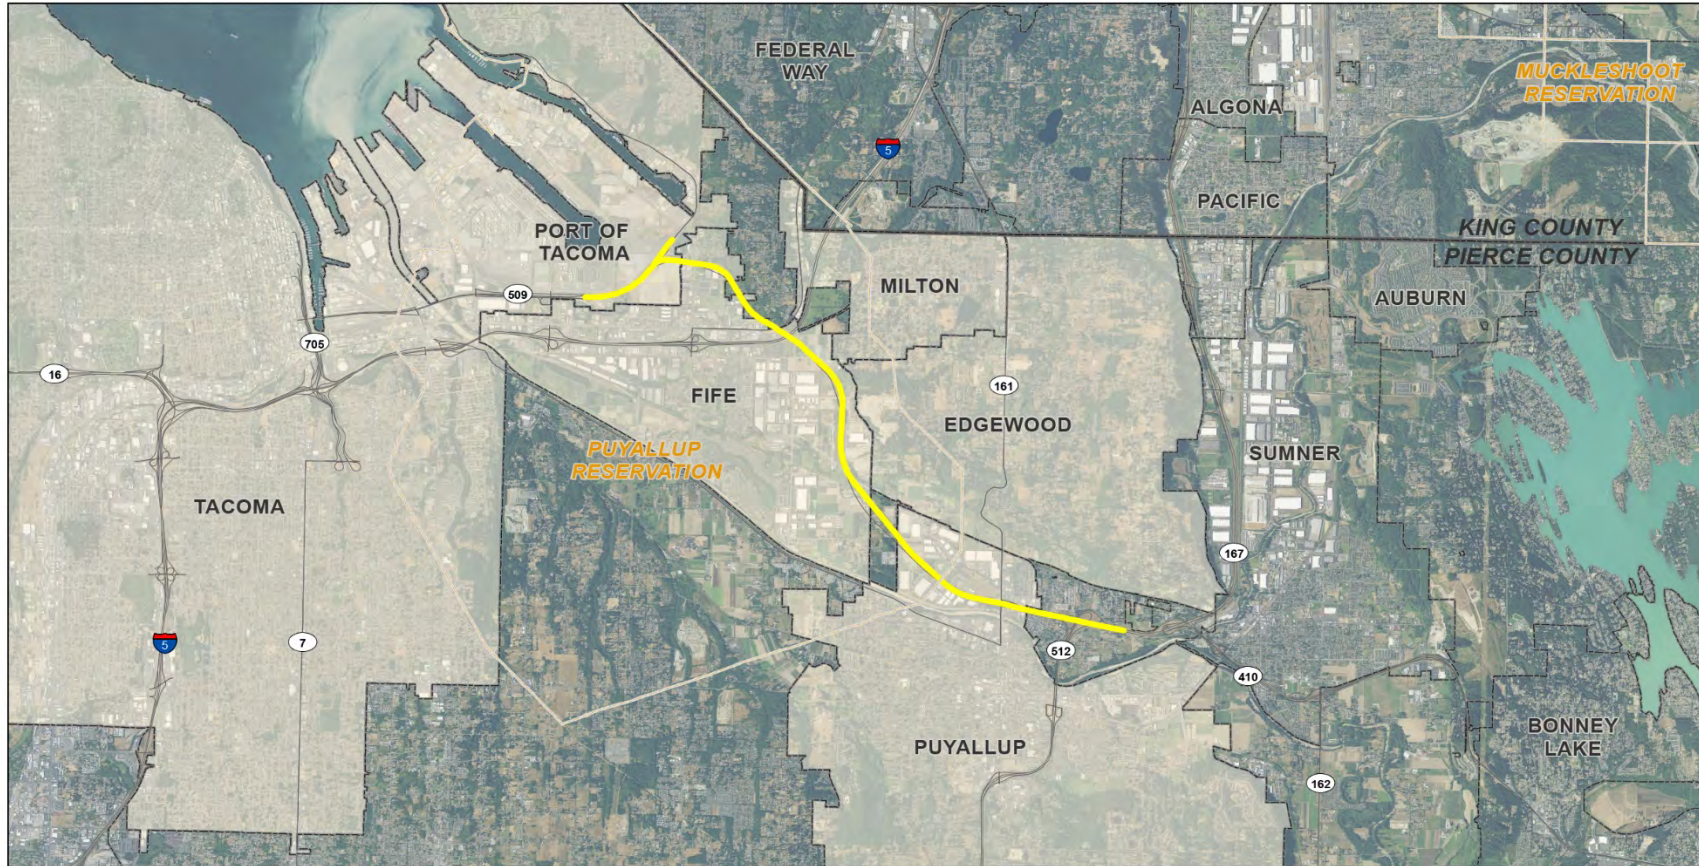 FEDERAL
WAY
MUCKLESHOOT
RESERVATION
ALGONA
5
PACIFIC
KING COUNTY
PIERCE COUNTY
PORT OF
TACOMA
MILTON
AUBURN
509
705
16
161
FIFE
EDGEWOOD
SUMNER
PUYALLUP
RESERVATION
TACOMA
167
5
7
512
410
PUYALLUP
BONNEY
LAKE
162